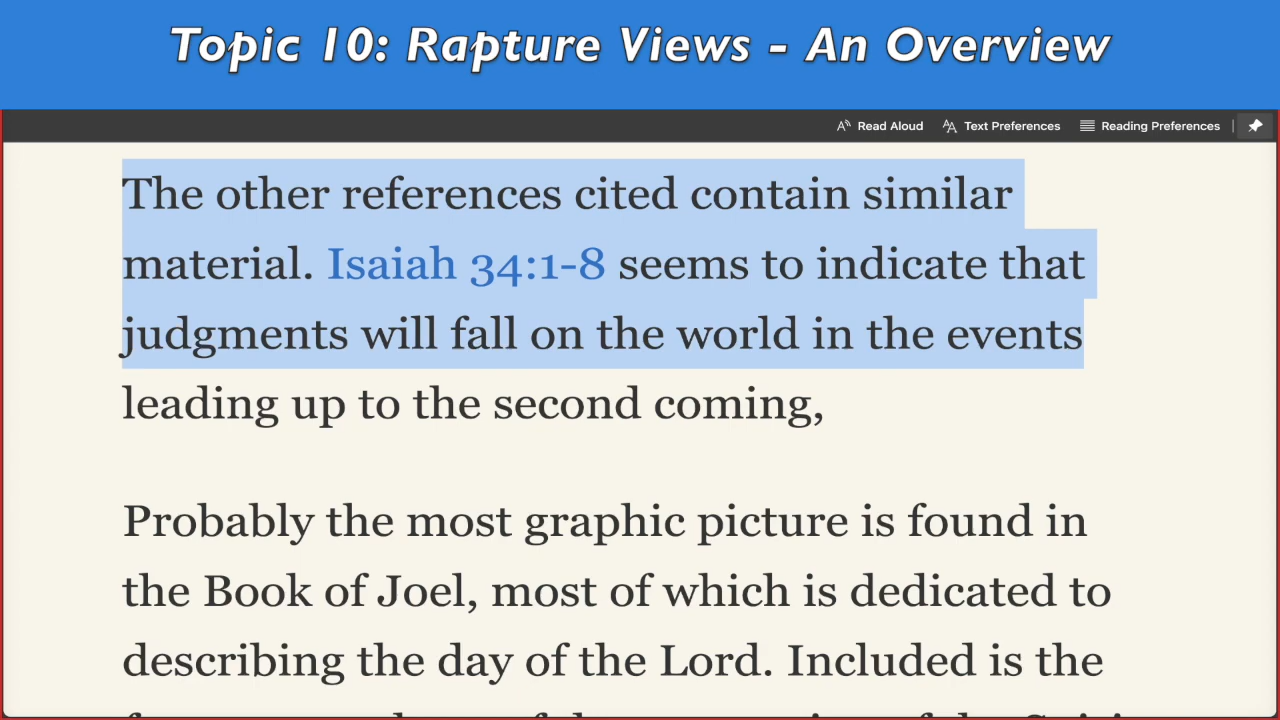 Topic 10: Rapture Views - An Overview
Read Aloud Text Preferences Reading Preferences
The other references cited contain similar
material. Isaiah 34:1-8 seems to indicate that
judgments will fall on the world in the events
leading up to the second coming,
Probably the most graphic picture is found in
the Book of Joel, most of which is dedicated to
describing the day of the Lord. Included is the